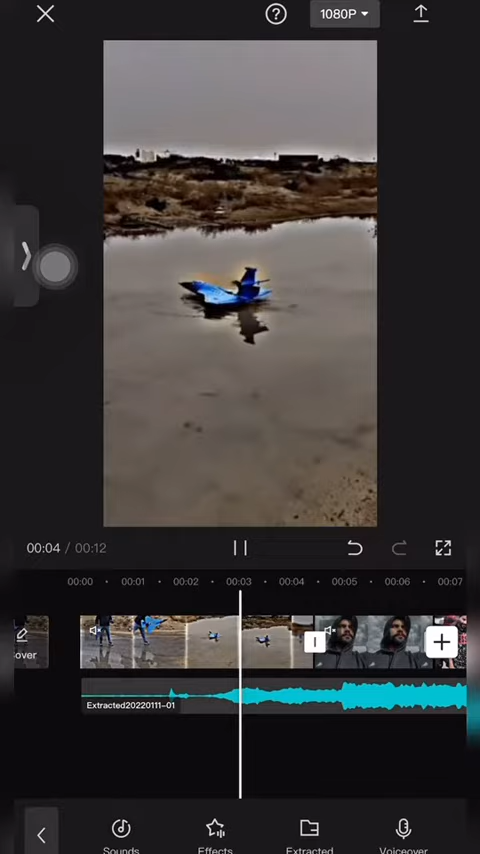 1080P
00:04 / 00:12
00:00 00:01 00:02 00:03 00:04 00:05 00:06 00:07
over
Extracted20220111-01
Sounds Effects Extracted Voiceover